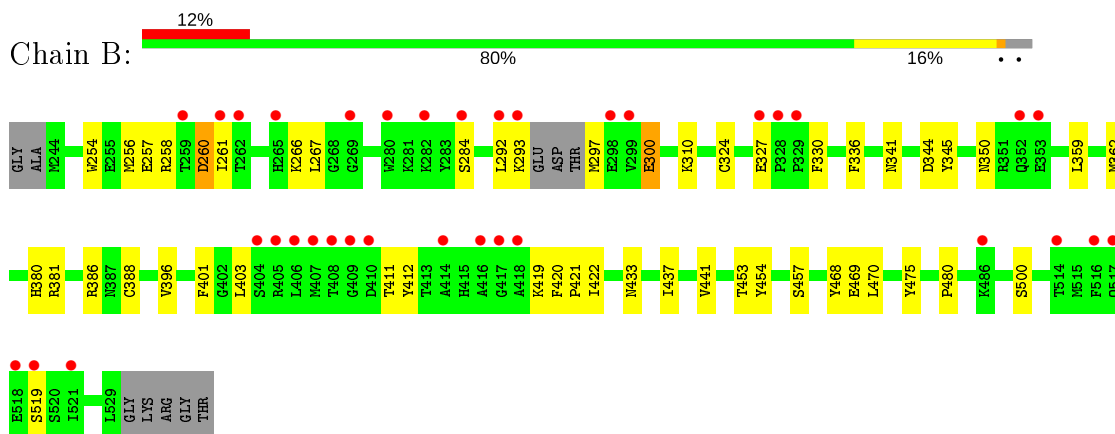 12%
Chain B:
80% 16% • •
GLY ALA M244 W254 E255 M256 E257 R258 T259 D260 I261 T262 H265 K266 L267 G268 G269 W280 K281 K282 Y283 S284 L292 K293 GLU ASP THR M297 E298 V299 E300 K310 C324 E327 P328 P329 F330 F336 N341 D344 Y345 N350 R351 Q352 E353 L359
H380 R381 R386 N387 C388 V396 F401 G402 L403 S404 R405 L406 M407 T408 G409 D410 T411 Y412 T413 A414 H415 A416 G417 A418 K419 F420 P421 I422 N433 I437 V441 T453 Y454 S457 Y468 E469 L470 Y475 P480 K486 S500 T514 M515 F516
E518 S519 S520 I521 L529 GLY LYS ARG GLY THR